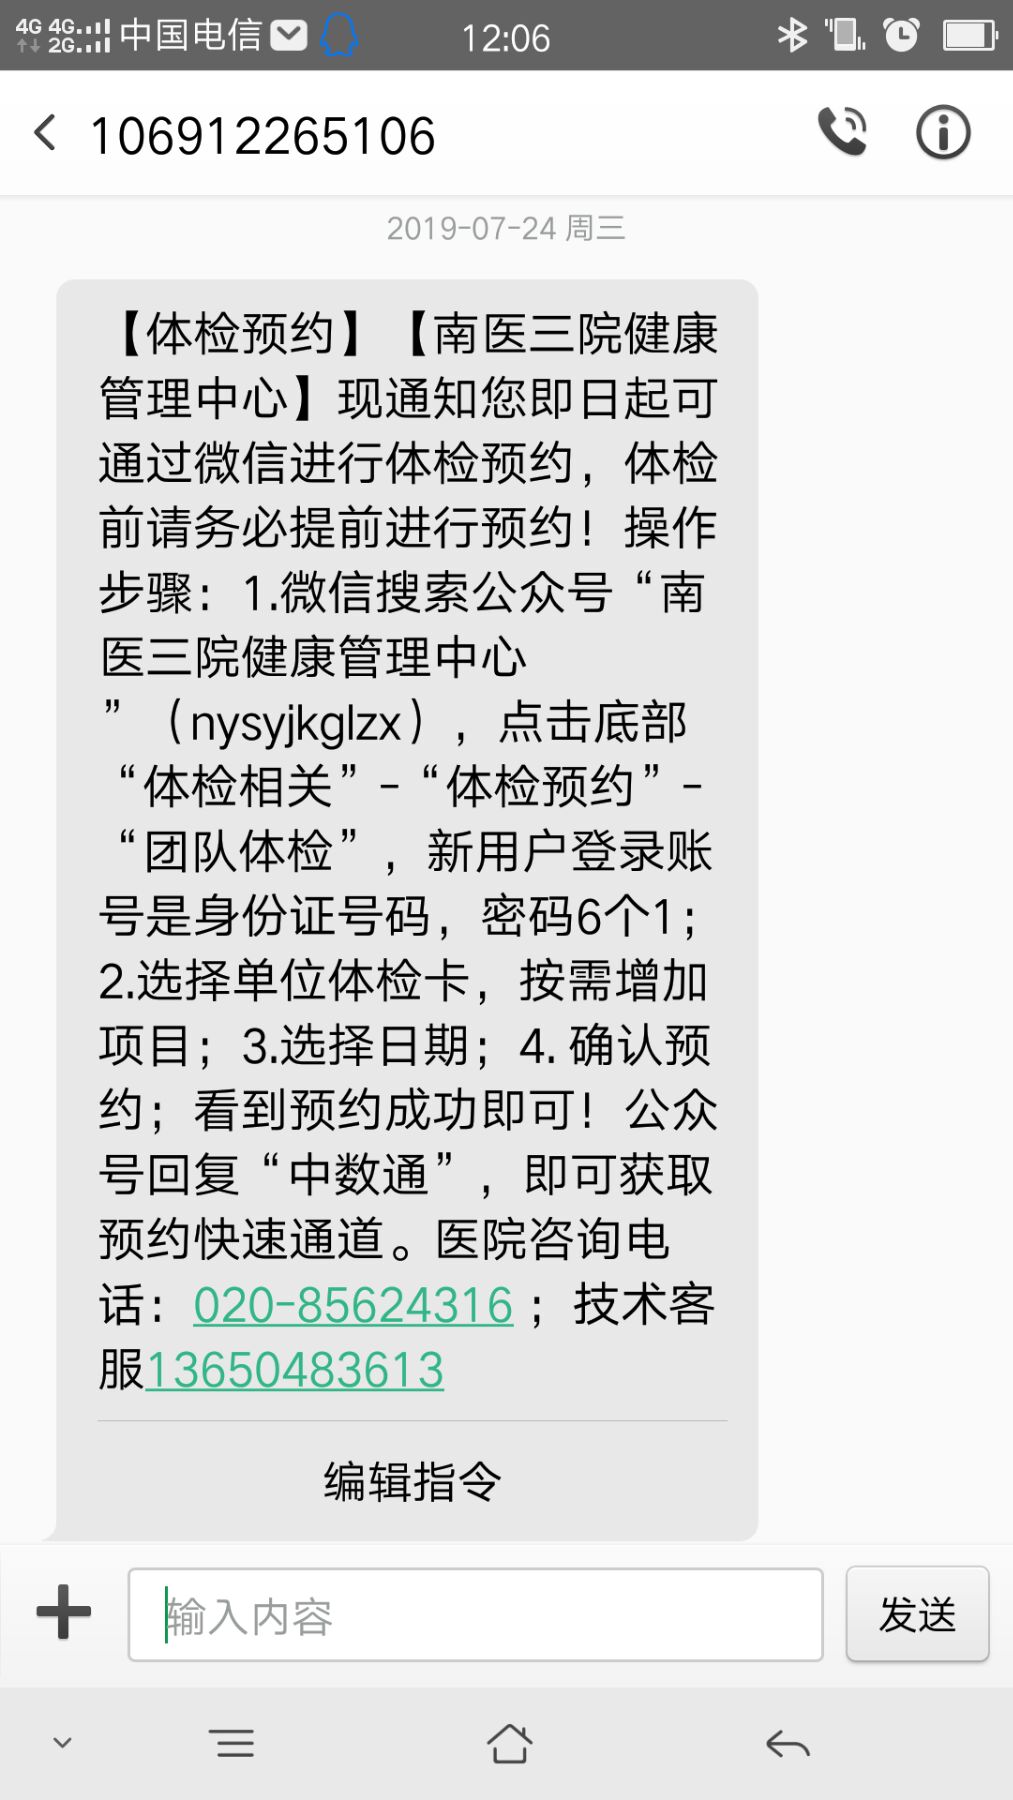 4G 4G 中国电信 12:06
2G
106912265106
2019-07-24 周三
【体检预约】【南医三院健康
管理中心】现通知您即日起可
通过微信进行体检预约，体检
前请务必提前进行预约！操作
步骤：1.微信搜索公众号“南
医三院健康管理中心
”（nysyjkglzx），点击底部
“体检相关”-“体检预约”-
“团队体检”，新用户登录账
号是身份证号码，密码6个1；
2.选择单位体检卡，按需增加
项目；3.选择日期；4. 确认预
约；看到预约成功即可！公众
号回复“中数通”，即可获取
预约快速通道。医院咨询电
话：020-85624316；技术客
服13650483613
编辑指令
输入内容
发送